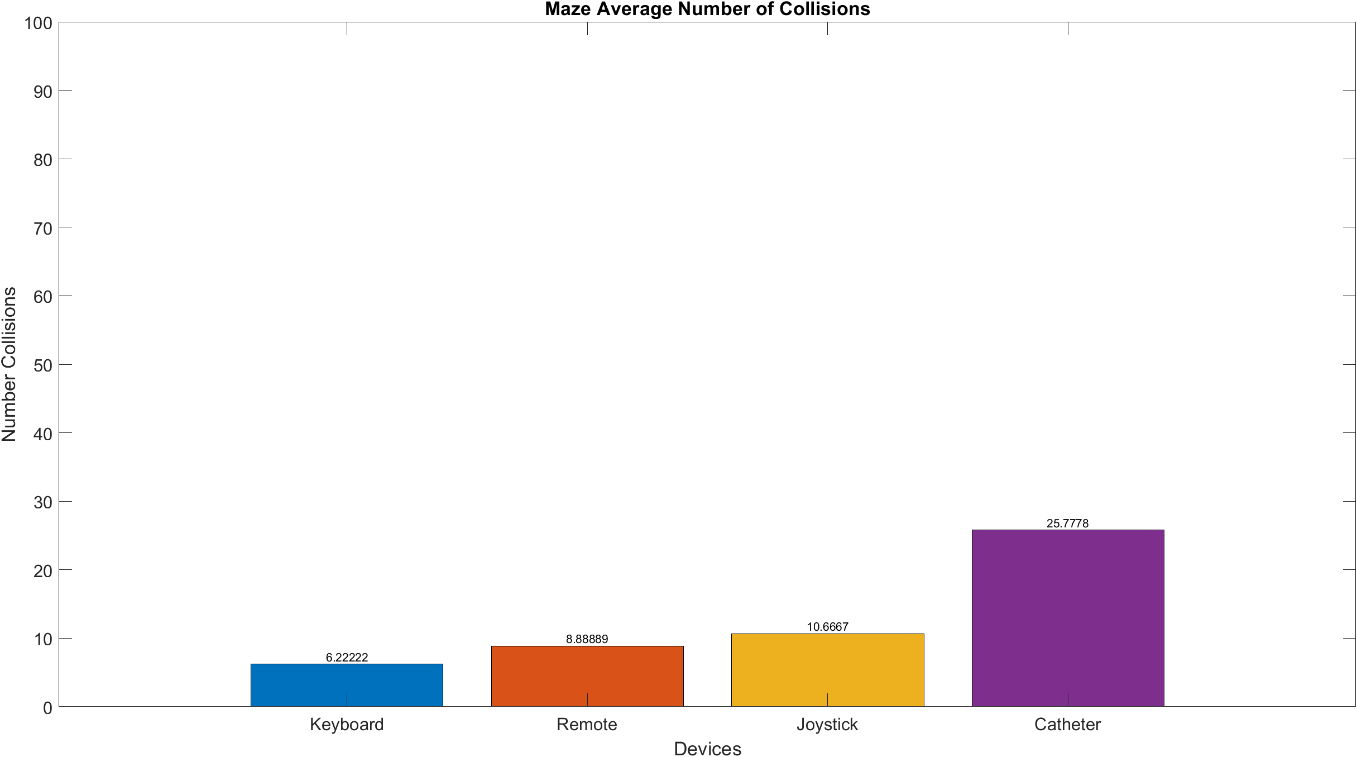 Maze Average Number of Collisions
100
90
80
70
60
50
40
30
20
10
0
Number Collisions
6.22222
8.88889
10.6667
25.7778
Keyboard
Remote
Joystick
Catheter
Devices